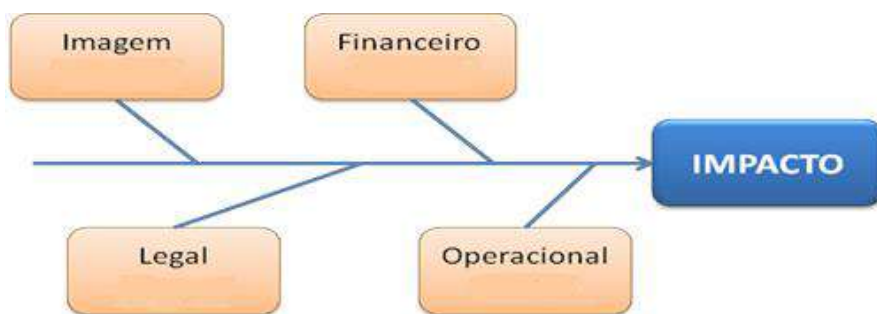 Imagem
Financeiro
IMPACTO
Legal
Operacional